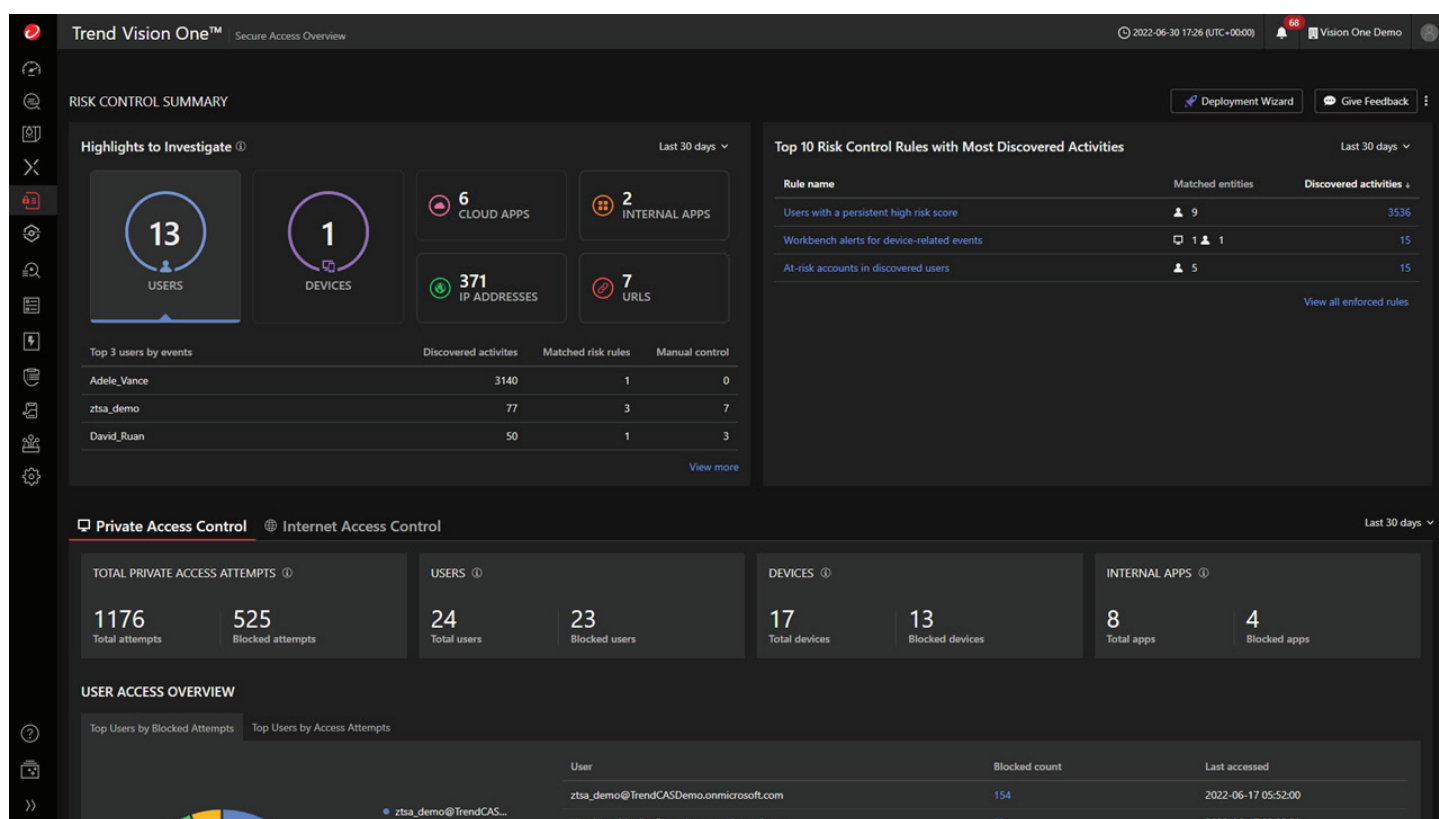 Trend Vision One™ Secure Access Overview
2022-06-30 17:26 (UTC+00:00) 68 Vision One Demo
RISK CONTROL SUMMARY
Deployment Wizard Give Feedback
Highlights to Investigate Last 30 days
13
USERS
1
DEVICES
6
CLOUD APPS
2
INTERNAL APPS
371
IP ADDRESSES
7
URLS
Top 3 users by events Discovered activites Matched risk rules Manual control
Adele_Vance 3140 1 0
ztsa_demo 77 3 7
David_Ruan 50 1 3
View more
Top 10 Risk Control Rules with Most Discovered Activities Last 30 days
Rule name Matched entities Discovered activities ↓
Users with a persistent high risk score 9 3536
Workbench alerts for device-related events 1 1 15
At-risk accounts in discovered users 5 15
View all enforced rules
Private Access Control Internet Access Control Last 30 days
TOTAL PRIVATE ACCESS ATTEMPTS
1176 525
Total attempts Blocked attempts
USERS
24 23
Total users Blocked users
DEVICES
17 13
Total devices Blocked devices
INTERNAL APPS
8 4
Total apps Blocked apps
USER ACCESS OVERVIEW
Top Users by Blocked Attempts Top Users by Access Attempts
User Blocked count Last accessed
ztsa_demo@TrendCASDemo.onmicrosoft.com 154 2022-06-17 05:52:00
ztsa_demo@TrendCAS...